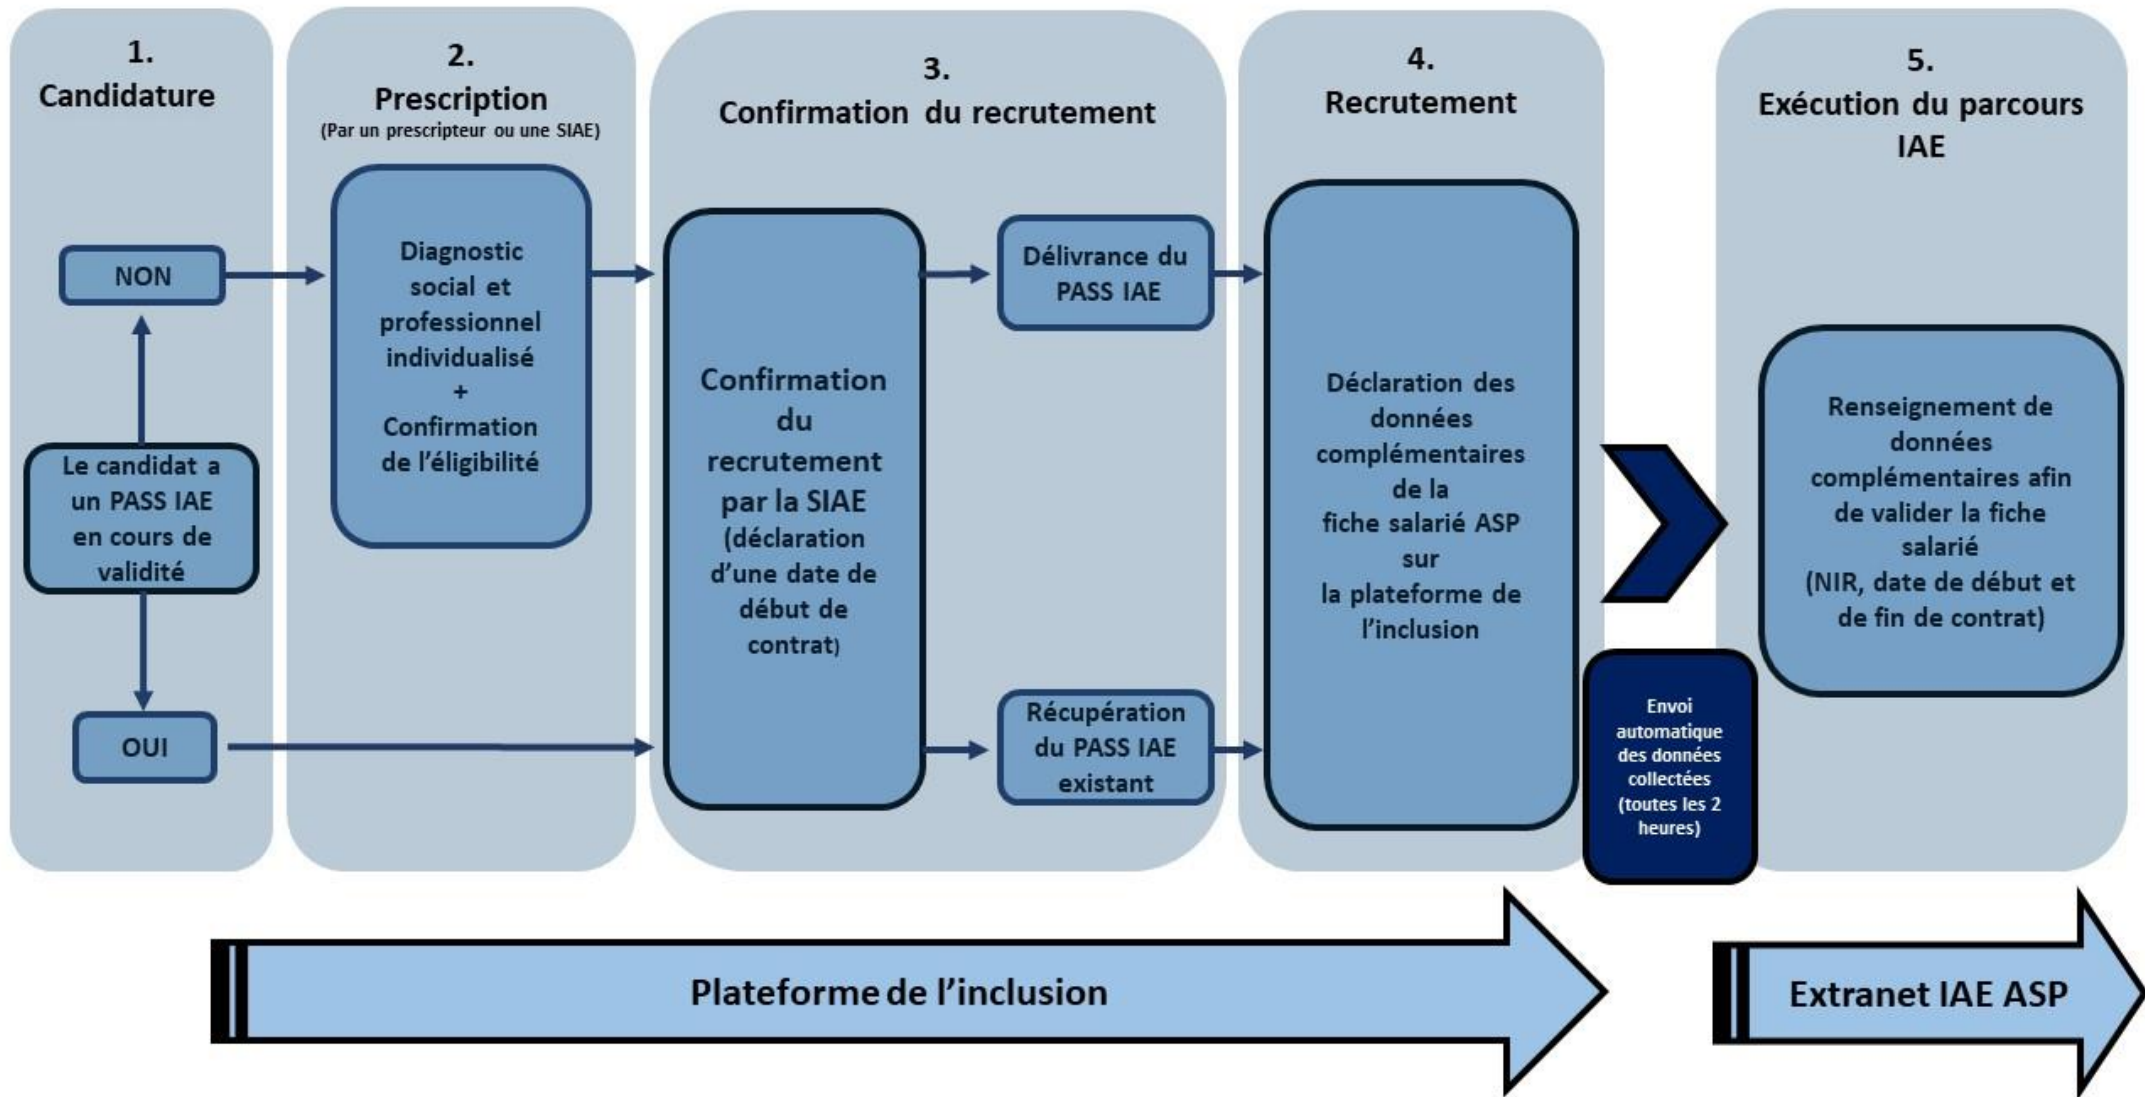 1.
Candidature
NON
Le candidat a
un PASS IAE
en cours de
validité
OUI
2.
Prescription
(Par un prescripteur ou une SIAE)
Diagnostic
social et
professionnel
individualisé
+
Confirmation
de l’éligibilité
3.
Confirmation du recrutement
Confirmation
du
recrutement
par la SIAE
(déclaration
d’une date de
début de
contrat)
Délivrance du
PASS IAE
Récupération
du PASS IAE
existant
4.
Recrutement
Déclaration des
données
complémentaires
de la
fiche salarié ASP
sur
la plateforme de
l’inclusion
Envoi
automatique
des données
collectées
(toutes les 2
heures)
5.
Exécution du parcours
IAE
Renseignement de
données
complémentaires afin
de valider la fiche
salarié
(NIR, date de début et
de fin de contrat)
Plateforme de l’inclusion
Extranet IAE ASP